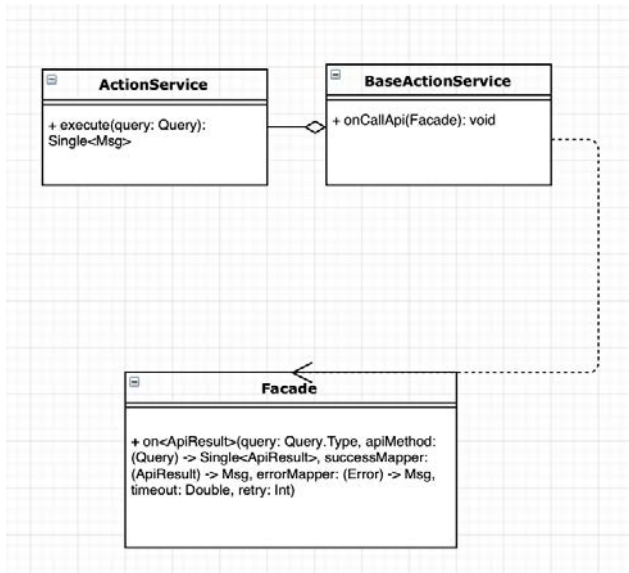 ActionService
+ execute(query: Query):
Single<Msg>
BaseActionService
+ onCallApi(Facade): void
Facade
+ on<ApiResult>(query: Query.Type, apiMethod:
(Query) -> Single<ApiResult>, successMapper:
(ApiResult) -> Msg, errorMapper: (Error) -> Msg,
timeout: Double, retry: Int)